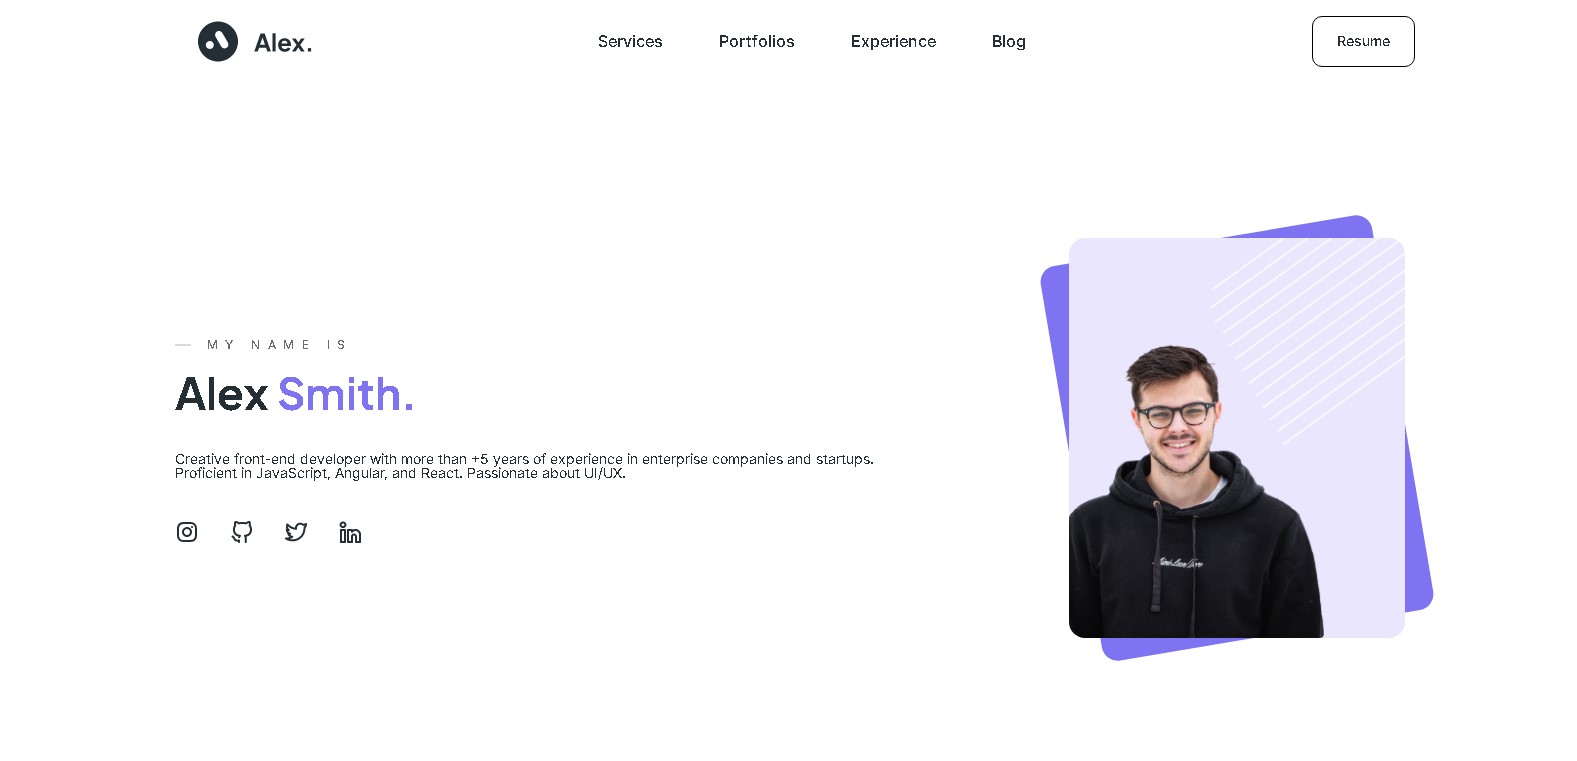 Alex.
Services
Portfolios
Experience
Blog
Resume
MY NAME IS
Alex Smith.
Creative front-end developer with more than +5 years of experience in enterprise companies and startups.
Proficient in JavaScript, Angular, and React. Passionate about UI/UX.